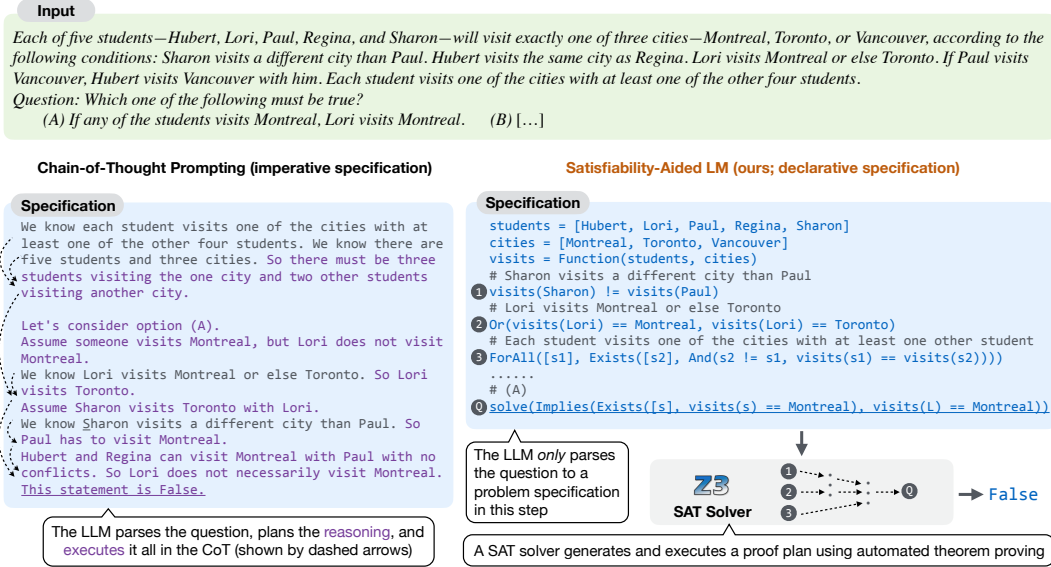 Input
Each of five students—Hubert, Lori, Paul, Regina, and Sharon—will visit exactly one of three cities—Montreal, Toronto, or Vancouver, according to the
following conditions: Sharon visits a different city than Paul. Hubert visits the same city as Regina. Lori visits Montreal or else Toronto. If Paul visits
Vancouver, Hubert visits Vancouver with him. Each student visits one of the cities with at least one of the other four students.
Question: Which one of the following must be true?
(A) If any of the students visits Montreal, Lori visits Montreal. (B) […]
Chain-of-Thought Prompting (imperative specification)
Specification
We know each student visits one of the cities with at
least one of the other four students. We know there are
five students and three cities. So there must be three
students visiting the one city and two other students
visiting another city.
Let's consider option (A).
Assume someone visits Montreal, but Lori does not visit
Montreal.
We know Lori visits Montreal or else Toronto. So Lori
visits Toronto.
Assume Sharon visits Toronto with Lori.
We know Sharon visits a different city than Paul. So
Paul has to visit Montreal.
Hubert and Regina can visit Montreal with Paul with no
conflicts. So Lori does not necessarily visit Montreal.
This statement is False.
The LLM parses the question, plans the reasoning, and
executes it all in the CoT (shown by dashed arrows)
Satisfiability-Aided LM (ours; declarative specification)
Specification
students = [Hubert, Lori, Paul, Regina, Sharon]
cities = [Montreal, Toronto, Vancouver]
visits = Function(students, cities)
# Sharon visits a different city than Paul
1 visits(Sharon) != visits(Paul)
# Lori visits Montreal or else Toronto
2 Or(visits(Lori) == Montreal, visits(Lori) == Toronto)
# Each student visits one of the cities with at least one other student
3 ForAll([s1], Exists([s2], And(s2 != s1, visits(s1) == visits(s2))))
......
# (A)
Q solve(Implies(Exists([s], visits(s) == Montreal), visits(L) == Montreal))
The LLM only parses
the question to a
problem specification
in this step
Z3
SAT Solver
1
2
3
Q
False
A SAT solver generates and executes a proof plan using automated theorem proving